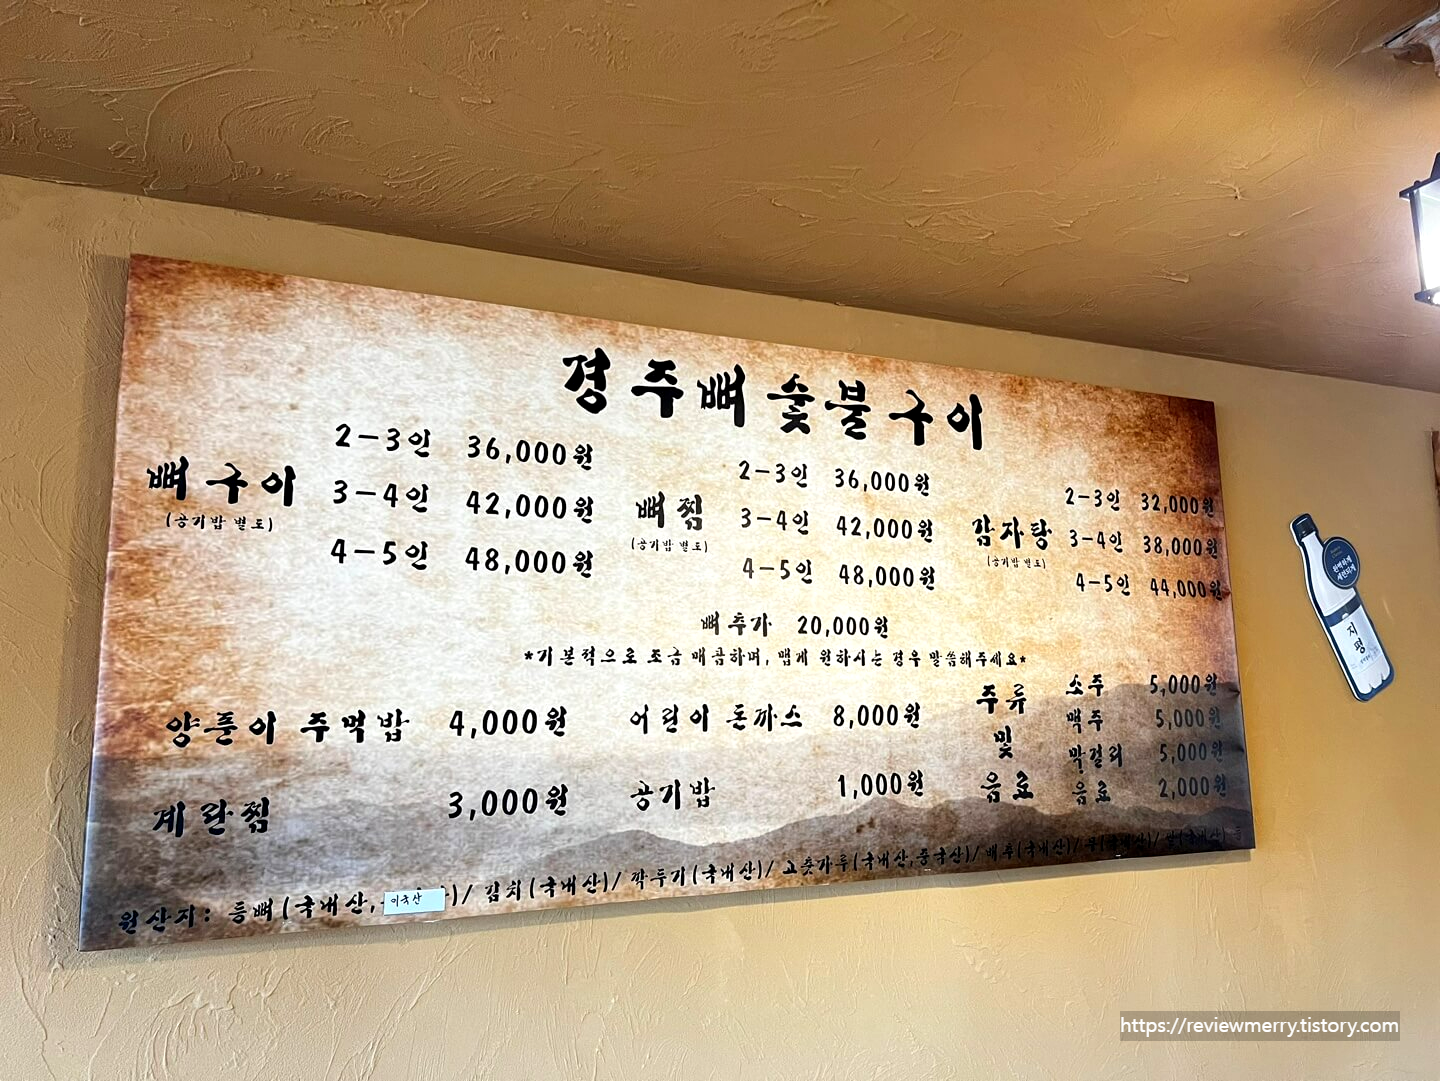 경주뼈숯불구이
뼈구이
(공기밥 별도)
2-3인 36,000원
3-4인 42,000원
4-5인 48,000원
뼈찜
(공기밥 별도)
2-3인 36,000원
3-4인 42,000원
4-5인 48,000원
감자탕
(공기밥 별도)
2-3인 32,000원
3-4인 38,000원
4-5인 44,000원
뼈추가 20,000원
*기본적으로 조금 매콤하며, 맵게 원하시는 경우 말씀해주세요*
양푼이 주먹밥 4,000원
계란찜 3,000원
어린이 돈까스 8,000원
공기밥 1,000원
주류 및 음료
소주 5,000원
맥주 5,000원
막걸리 5,000원
음료 2,000원
원산지: 등뼈(국내산, 미국산)/ 김치(국내산)/ 깍두기(국내산)/ 고춧가루(국내산,중국산)/ 배추(국내산)/ 무(국내산)/ 쌀(국내산) 등
지평
https://reviewmerry.tistory.com